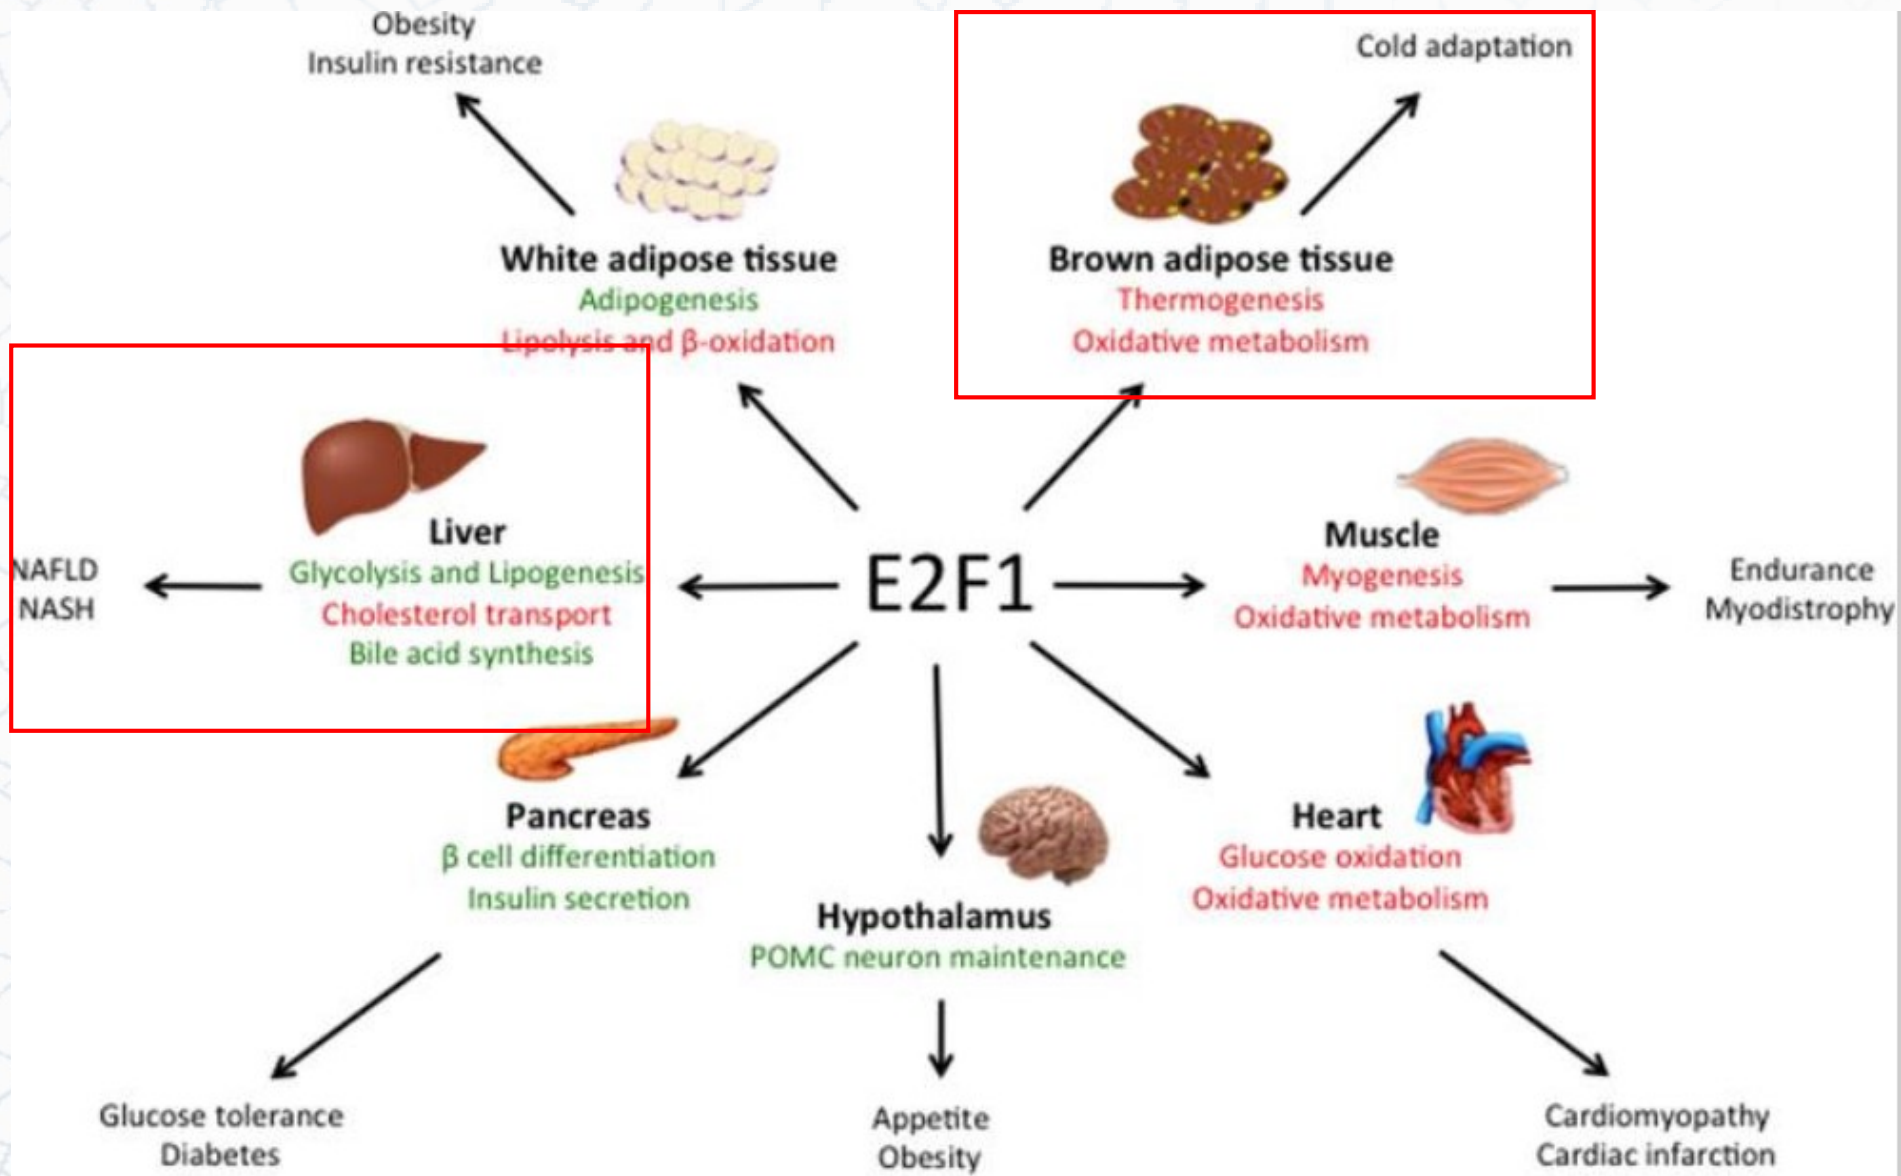 Obesity
Insulin resistance
Cold adaptation
White adipose tissue
Adipogenesis
Lipolysis and β-oxidation
Brown adipose tissue
Thermogenesis
Oxidative metabolism
Liver
Glycolysis and Lipogenesis
Cholesterol transport
Bile acid synthesis
NAFLD
NASH
E2F1
Muscle
Myogenesis
Oxidative metabolism
Endurance
Myodistrophy
Pancreas
β cell differentiation
Insulin secretion
Hypothalamus
POMC neuron maintenance
Heart
Glucose oxidation
Oxidative metabolism
Glucose tolerance
Diabetes
Appetite
Obesity
Cardiomyopathy
Cardiac infarction